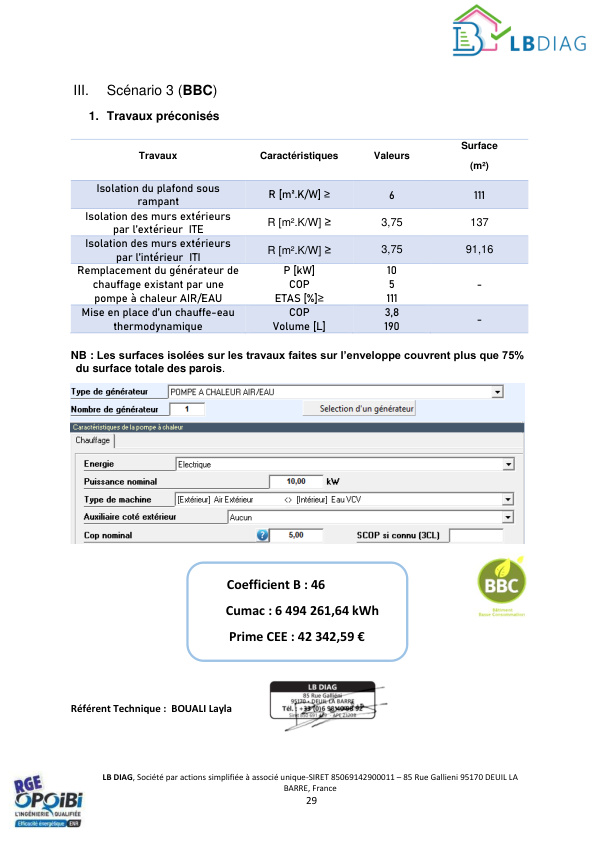 LBDIAG
III. Scénario 3 (BBC)
1. Travaux préconisés
Travaux Caractéristiques Valeurs Surface (m²)
Isolation du plafond sous rampant R [m².K/W] ≥ 6 111
Isolation des murs extérieurs par l'extérieur ITE R [m².K/W] ≥ 3,75 137
Isolation des murs extérieurs par l'intérieur ITI R [m².K/W] ≥ 3,75 91,16
Remplacement du générateur de P [kW] 10
chauffage existant par une COP 5 -
pompe à chaleur AIR/EAU ETAS [%]≥ 111
Mise en place d'un chauffe-eau COP 3,8 -
thermodynamique Volume [L] 190
NB : Les surfaces isolées sur les travaux faites sur l'enveloppe couvrent plus que 75%
du surface totale des parois.
Type de générateur POMPE A CHALEUR AIR/EAU
Nombre de générateur 1 Selection d'un générateur
Caractéristiques de la pompe à chaleur
Chauffage
Energie Electrique
Puissance nominal 10,00 kW
Type de machine [Extérieur] Air Extérieur <> [Intérieur] Eau VCV
Auxiliaire coté extérieur Aucun
Cop nominal ? 5,00 SCOP si connu (3CL)
Coefficient B : 46
Cumac : 6 494 261,64 kWh
Prime CEE : 42 342,59 €
BBC
Bâtiment
Basse Consommation
Référent Technique : BOUALI Layla
LB DIAG
85 Rue Gallieni
95170 - DEUIL LA BARRE
LB DIAG, Société par actions simplifiée à associé unique-SIRET 85069142900011 – 85 Rue Gallieni 95170 DEUIL LA
BARRE, France
29
RGE
OPQIBI
L'INGÉNIERIE QUALIFIÉE
Efficacité énergétique ENR